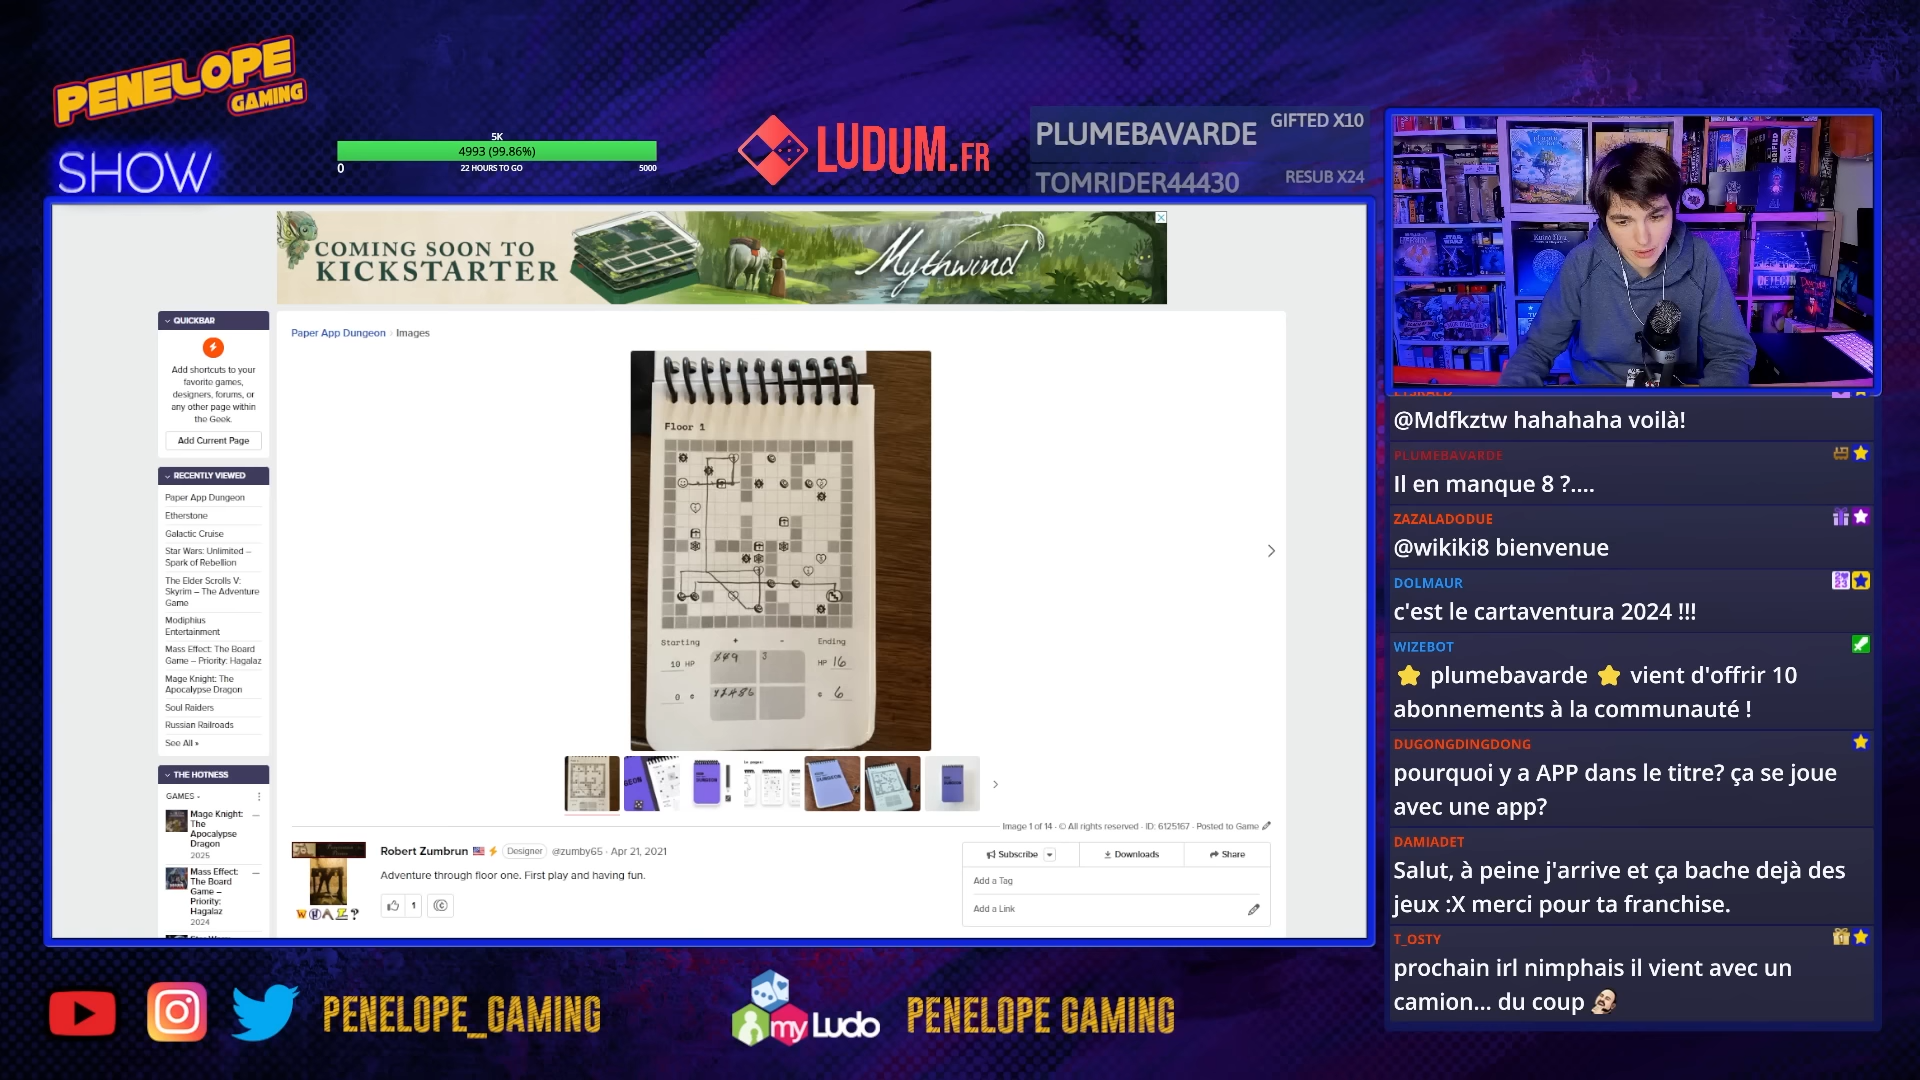 PENELOPE
GAMING
SHOW
5K
4993 (99.86%)
0
22 HOURS TO GO
5000
LUDUM.FR
PLUMEBAVARDE
GIFTED X10
TOMRIDER44430
RESUB X24
COMING SOON TO
KICKSTARTER
Mythwind
QUICKBAR
Add shortcuts to your
favorite games,
designers, forums, or
any other page within
the Geek.
Add Current Page
RECENTLY VIEWED
Paper App Dungeon
Etherstone
Galactic Cruise
Star Wars: Unlimited –
Spark of Rebellion
The Elder Scrolls V:
Skyrim – The Adventure
Game
Modiphius
Entertainment
Mass Effect: The Board
Game – Priority: Hagalaz
Mage Knight: The
Apocalypse Dragon
Soul Raiders
Russian Railroads
See All »
THE HOTNESS
GAMES
Mage Knight:
The
Apocalypse
Dragon
2025
Mass Effect:
The Board
Game –
Priority:
Hagalaz
2024
Paper App Dungeon
Images
Floor 1
Starting
+
-
Ending
10 HP
3
HP 16
0 ¢
¢ 6
Image 1 of 14 · © All rights reserved · ID: 6125167 · Posted to Game
Robert Zumbrun
Designer
@zumby65 · Apr 21, 2021
Adventure through floor one. First play and having fun.
1
Subscribe
Downloads
Share
Add a Tag
Add a Link
@Mdfkztw hahahaha voilà!
PLUMEBAVARDE
Il en manque 8 ?....
ZAZALADODUE
@wikiki8 bienvenue
DOLMAUR
c'est le cartaventura 2024 !!!
WIZEBOT
plumebavarde vient d'offrir 10
abonnements à la communauté !
DUGONGDINGDONG
pourquoi y a APP dans le titre? ça se joue
avec une app?
DAMIADET
Salut, à peine j'arrive et ça bache dejà des
jeux :X merci pour ta franchise.
T_OSTY
prochain irl nimphais il vient avec un
camion... du coup
PENELOPE_GAMING
myLudo
PENELOPE GAMING